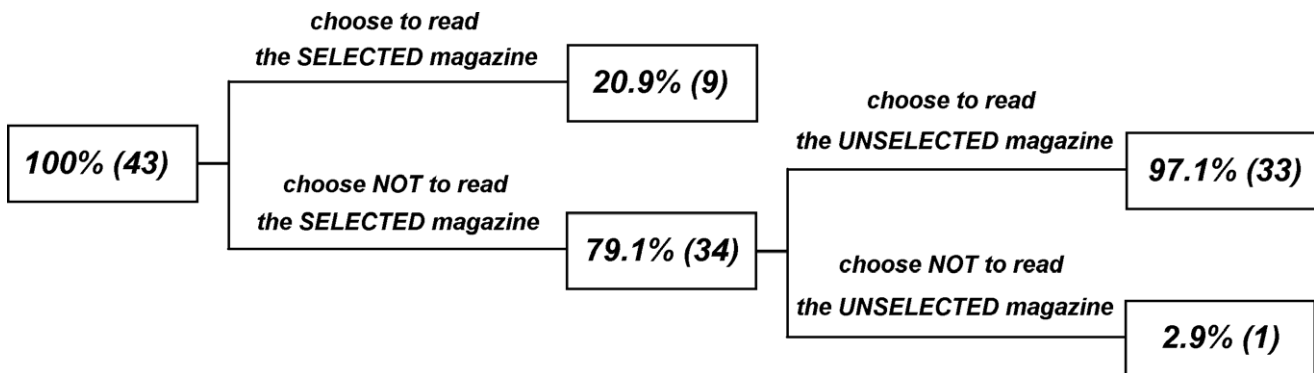 100% (43)
choose to read
the SELECTED magazine
20.9% (9)
choose NOT to read
the SELECTED magazine
79.1% (34)
choose to read
the UNSELECTED magazine
97.1% (33)
choose NOT to read
the UNSELECTED magazine
2.9% (1)